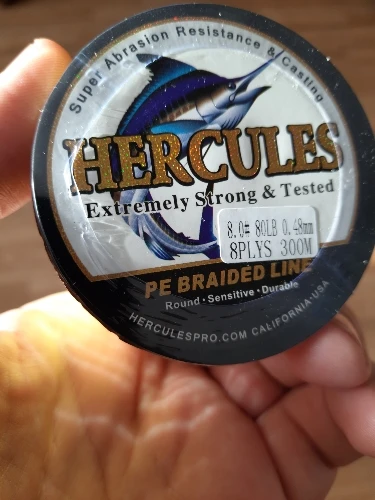 Super Abrasion Resistance & Casting
HERCULES
Extremely Strong & Tested
8.0# 80LB 0.48mm
8PLYS 300M
PE BRAIDED LINE
Round · Sensitive · Durable
HERCULESPRO.COM CALIFORNIA·USA